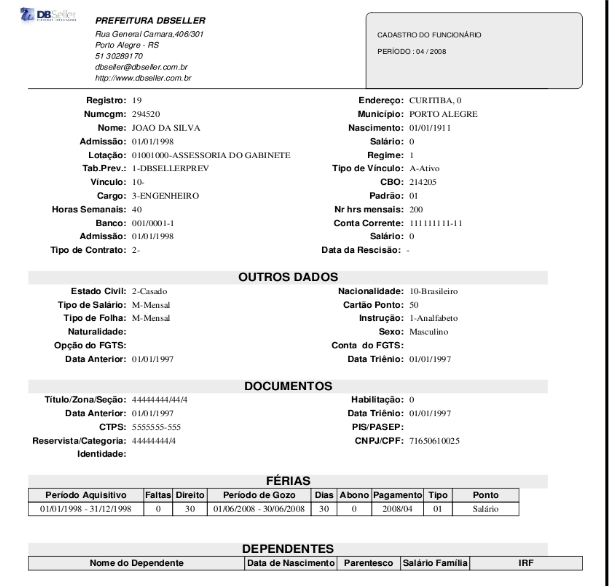 DBSeller
PREFEITURA DBSELLER
Rua General Camara,406/301
Porto Alegre - RS
51 30289170
dbseller@dbseller.com.br
http://www.dbseller.com.br
CADASTRO DO FUNCIONÁRIO
PERÍODO : 04 / 2008
Registro: 19 Endereço: CURITIBA, 0
Numcgm: 294520 Município: PORTO ALEGRE
Nome: JOAO DA SILVA Nascimento: 01/01/1911
Admissão: 01/01/1998 Salário: 0
Lotação: 01001000-ASSESSORIA DO GABINETE Regime: 1
Tab.Prev.: 1-DBSELLERPREV Tipo de Vínculo: A-Ativo
Vínculo: 10- CBO: 214205
Cargo: 3-ENGENHEIRO Padrão: 01
Horas Semanais: 40 Nr hrs mensais: 200
Banco: 001/0001-1 Conta Corrente: 111111111-11
Admissão: 01/01/1998 Salário: 0
Tipo de Contrato: 2- Data da Rescisão: -
OUTROS DADOS
Estado Civil: 2-Casado Nacionalidade: 10-Brasileiro
Tipo de Salário: M-Mensal Cartão Ponto: 50
Tipo de Folha: M-Mensal Instrução: 1-Analfabeto
Naturalidade: Sexo: Masculino
Opção do FGTS: Conta do FGTS:
Data Anterior: 01/01/1997 Data Triênio: 01/01/1997
DOCUMENTOS
Título/Zona/Seção: 44444444/44/4 Habilitação: 0
Data Anterior: 01/01/1997 Data Triênio: 01/01/1997
CTPS: 5555555-555 PIS/PASEP:
Reservista/Categoria: 44444444/4 CNPJ/CPF: 71650610025
Identidade:
FÉRIAS
Período Aquisitivo Faltas Direito Período de Gozo Dias Abono Pagamento Tipo Ponto
01/01/1998 - 31/12/1998 0 30 01/06/2008 - 30/06/2008 30 0 2008/04 01 Salário
DEPENDENTES
Nome do Dependente Data de Nascimento Parentesco Salário Família IRF